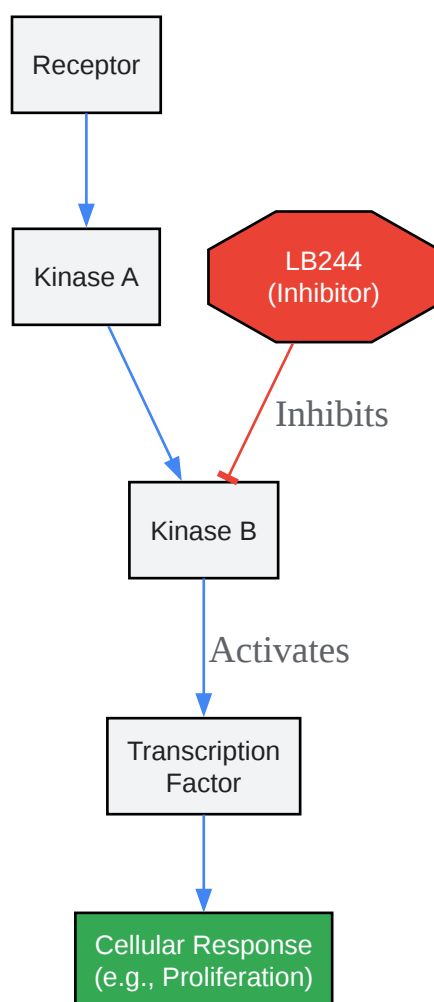 Receptor
Kinase A
LB244
(Inhibitor)
Inhibits
Kinase B
Activates
Transcription
Factor
Cellular Response
(e.g., Proliferation)